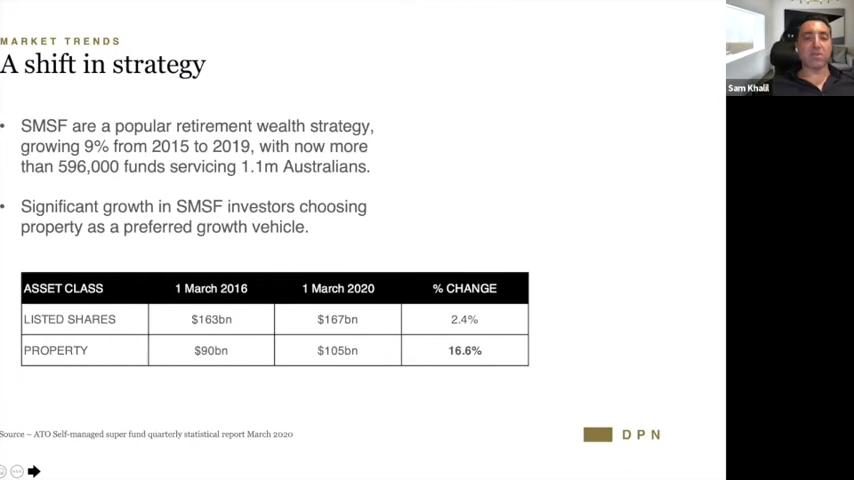 MARKET TRENDS
A shift in strategy
Sam Khalil
• SMSF are a popular retirement wealth strategy,
growing 9% from 2015 to 2019, with now more
than 596,000 funds servicing 1.1m Australians.
• Significant growth in SMSF investors choosing
property as a preferred growth vehicle.
ASSET CLASS 1 March 2016 1 March 2020 % CHANGE
LISTED SHARES $163bn $167bn 2.4%
PROPERTY $90bn $105bn 16.6%
Source – ATO Self-managed super fund quarterly statistical report March 2020
DPN